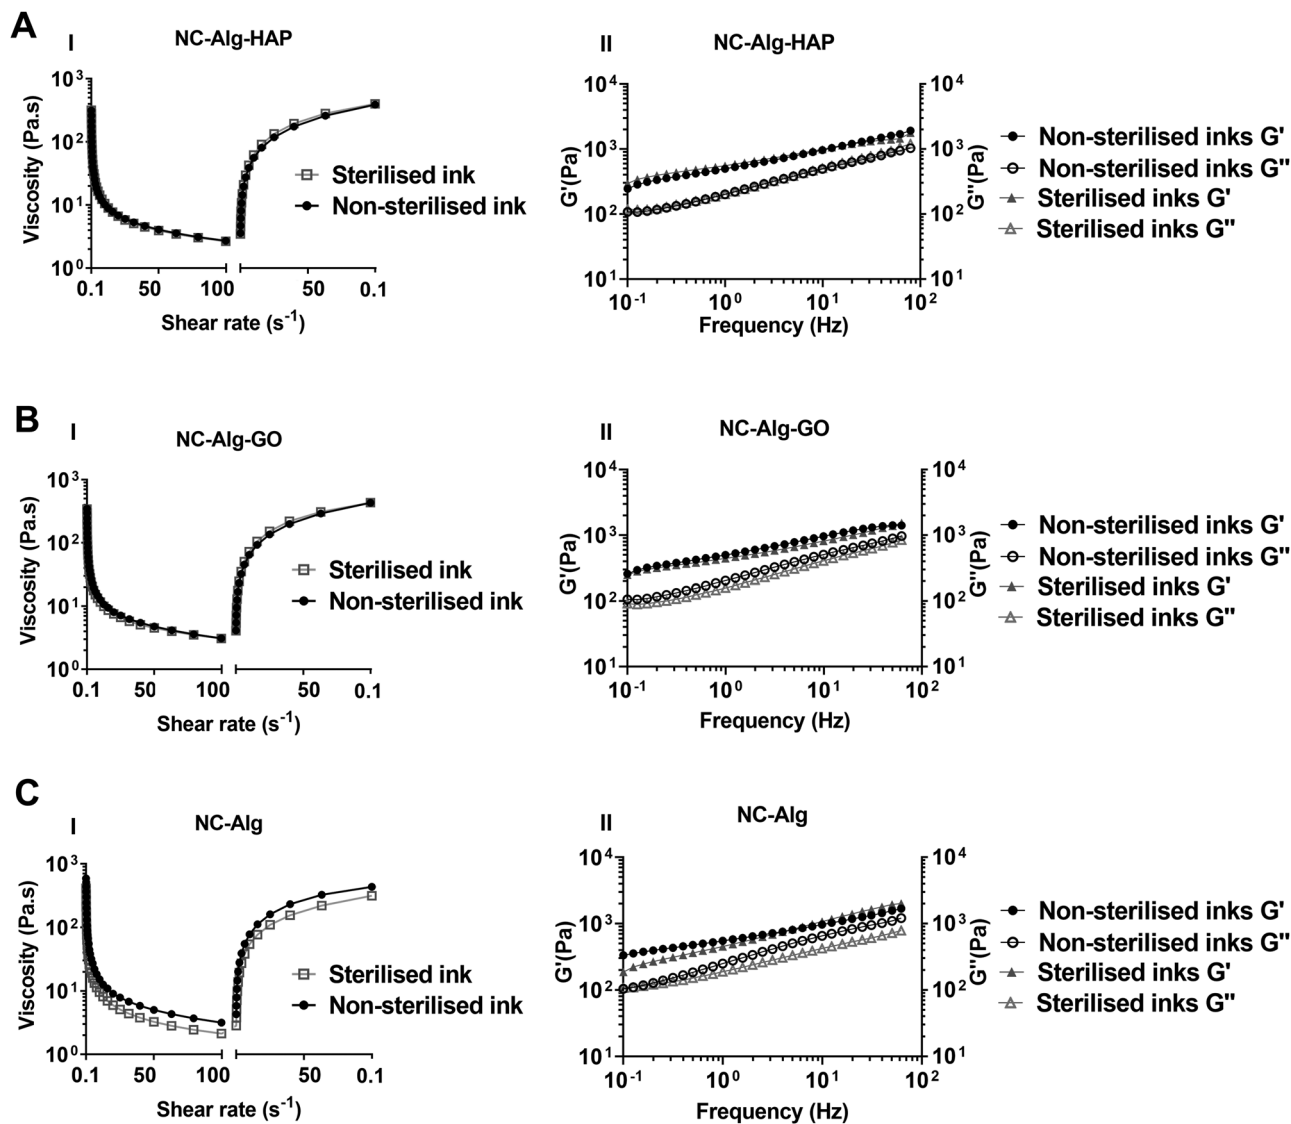 A
I
NC-Alg-HAP
Viscosity (Pa.s)
10³
10²
10¹
10⁰
0.1 50 100 50 0.1
Shear rate (s⁻¹)
Sterilised ink
Non-sterilised ink
II
NC-Alg-HAP
G'(Pa)
10⁴
10³
10²
10¹
10⁻¹ 10⁰ 10¹ 10²
Frequency (Hz)
10⁴
10³
10²
10¹
G''(Pa)
Non-sterilised inks G'
Non-sterilised inks G''
Sterilised inks G'
Sterilised inks G''
B
I
NC-Alg-GO
Viscosity (Pa.s)
10³
10²
10¹
10⁰
0.1 50 100 50 0.1
Shear rate (s⁻¹)
Sterilised ink
Non-sterilised ink
II
NC-Alg-GO
G'(Pa)
10⁴
10³
10²
10¹
10⁻¹ 10⁰ 10¹ 10²
Frequency (Hz)
10⁴
10³
10²
10¹
G''(Pa)
Non-sterilised inks G'
Non-sterilised inks G''
Sterilised inks G'
Sterilised inks G''
C
I
NC-Alg
Viscosity (Pa.s)
10³
10²
10¹
10⁰
0.1 50 100 50 0.1
Shear rate (s⁻¹)
Sterilised ink
Non-sterilised ink
II
NC-Alg
G'(Pa)
10⁴
10³
10²
10¹
10⁻¹ 10⁰ 10¹ 10²
Frequency (Hz)
10⁴
10³
10²
10¹
G''(Pa)
Non-sterilised inks G'
Non-sterilised inks G''
Sterilised inks G'
Sterilised inks G''